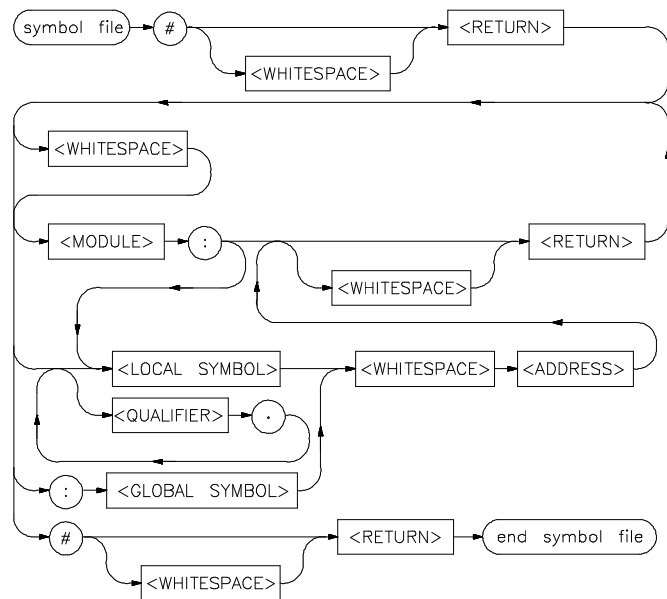 symbol file # <RETURN>
<WHITESPACE>
<WHITESPACE>
<MODULE> : <RETURN>
<WHITESPACE>
<LOCAL SYMBOL> <WHITESPACE> <ADDRESS>
<QUALIFIER> .
: <GLOBAL SYMBOL>
# <RETURN> end symbol file
<WHITESPACE>